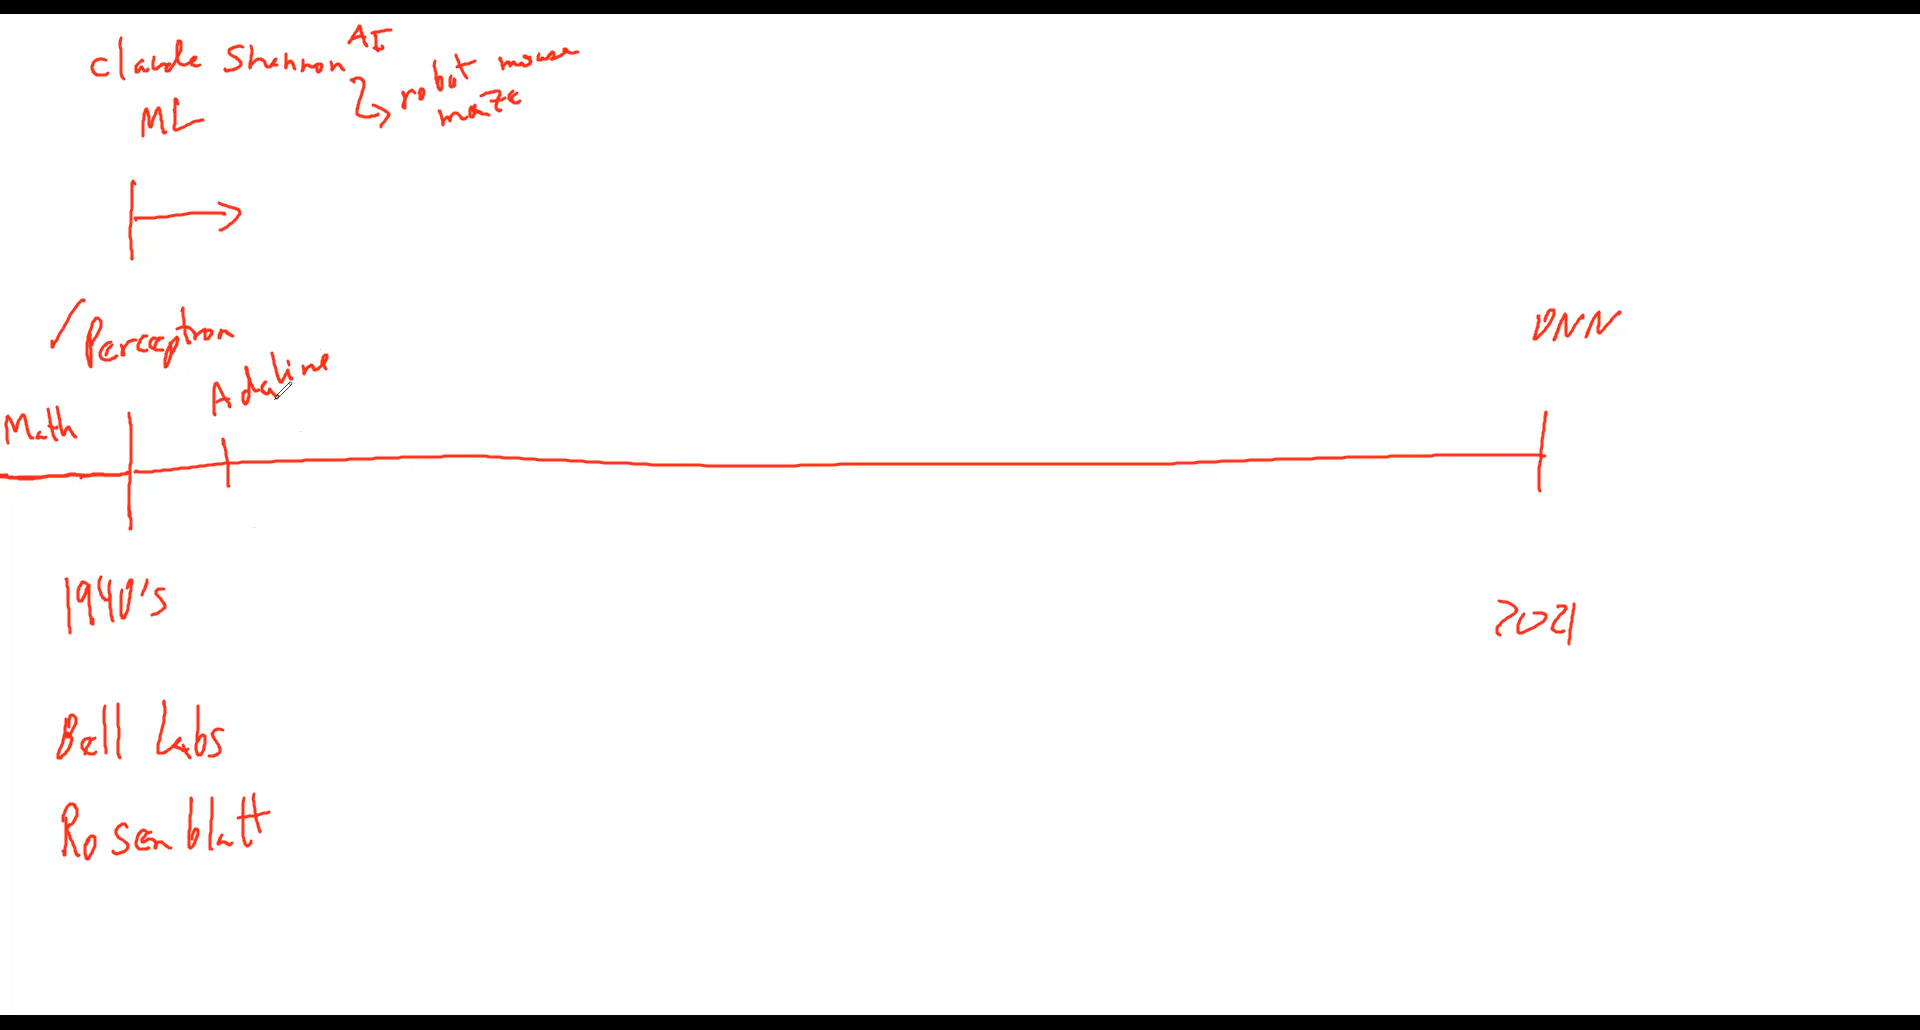 Claude Shannon AI
robot mouse
maze
ML
Perceptron
Adaline
DNN
Math
1940's
2021
Bell Labs
Rosenblatt